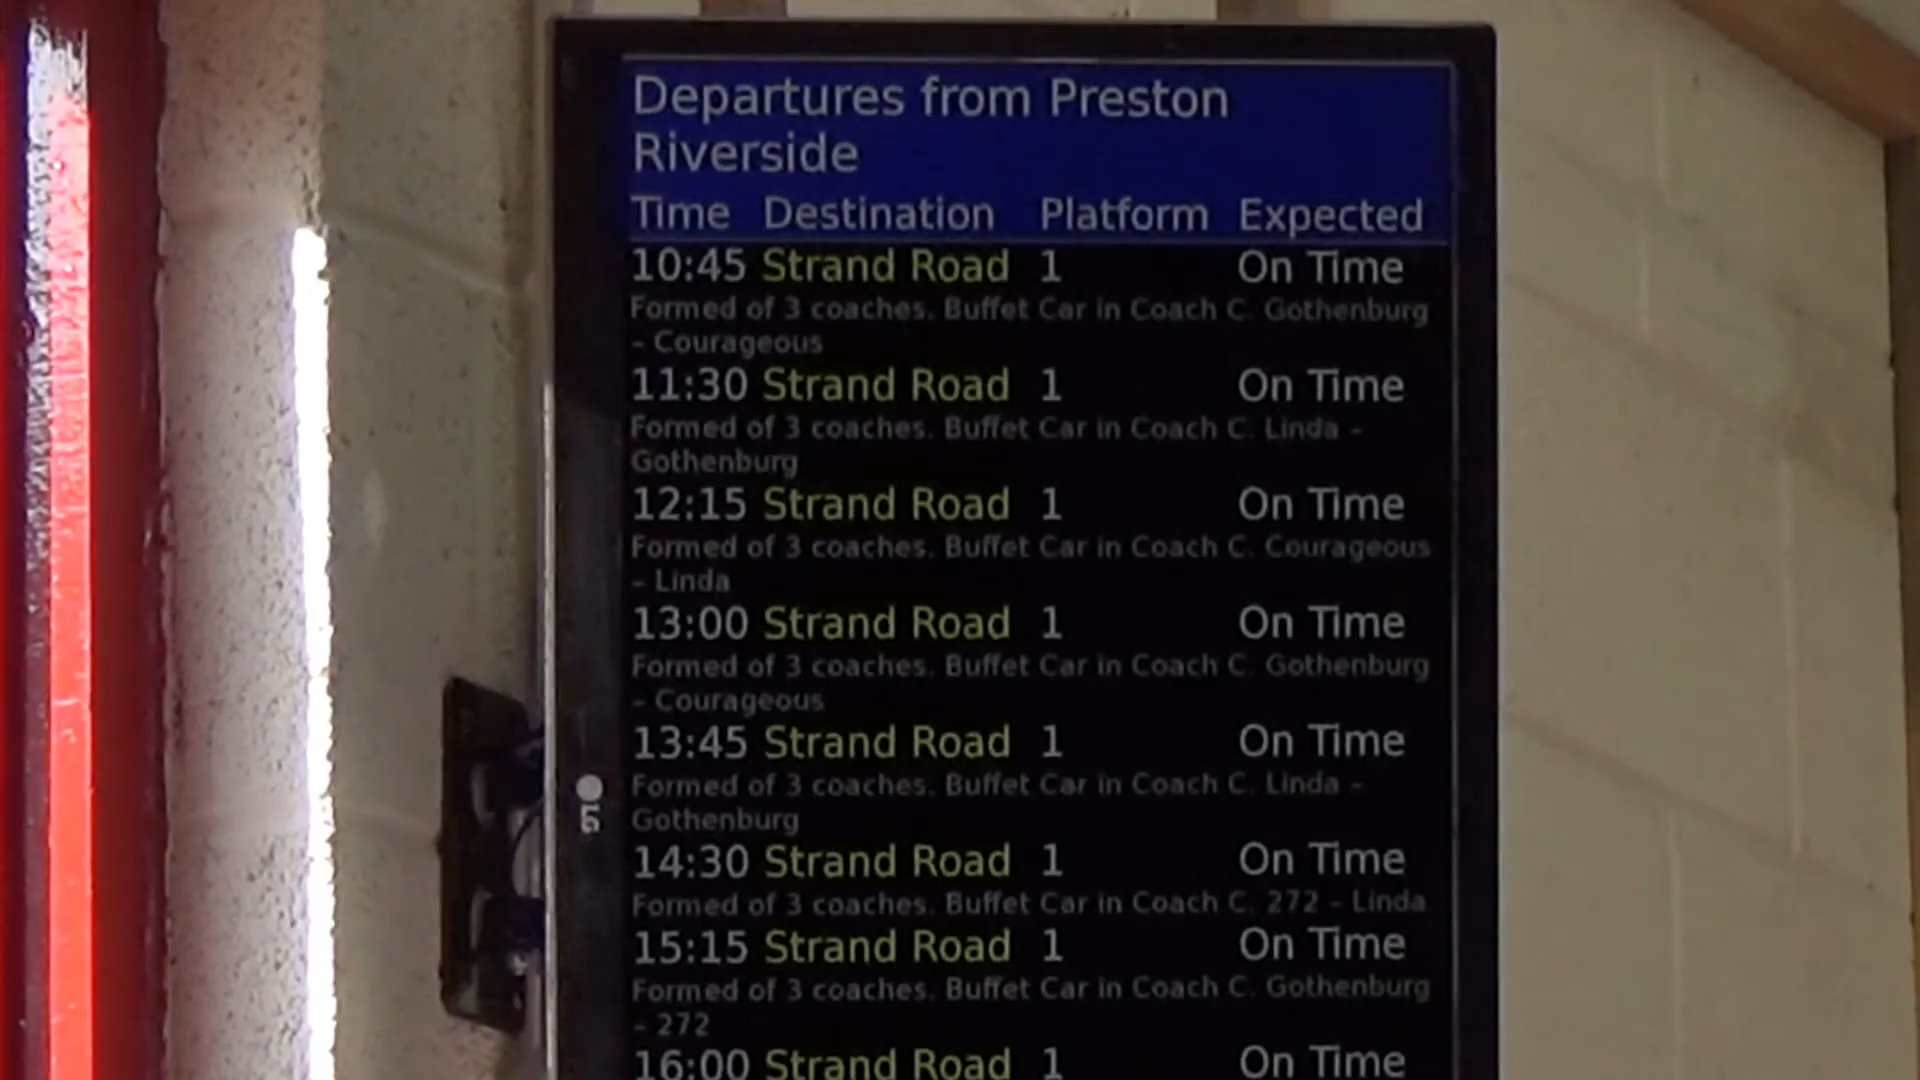 Departures from Preston
Riverside
Time Destination Platform Expected
10:45 Strand Road 1 On Time
Formed of 3 coaches. Buffet Car in Coach C. Gothenburg
- Courageous
11:30 Strand Road 1 On Time
Formed of 3 coaches. Buffet Car in Coach C. Linda -
Gothenburg
12:15 Strand Road 1 On Time
Formed of 3 coaches. Buffet Car in Coach C. Courageous
- Linda
13:00 Strand Road 1 On Time
Formed of 3 coaches. Buffet Car in Coach C. Gothenburg
- Courageous
13:45 Strand Road 1 On Time
Formed of 3 coaches. Buffet Car in Coach C. Linda -
Gothenburg
14:30 Strand Road 1 On Time
Formed of 3 coaches. Buffet Car in Coach C. 272 - Linda
15:15 Strand Road 1 On Time
Formed of 3 coaches. Buffet Car in Coach C. Gothenburg
- 272
16:00 Strand Road 1 On Time
LG